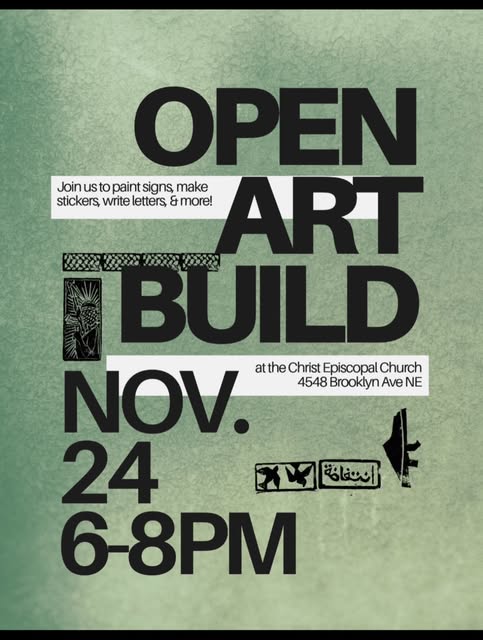 OPEN
Join us to paint signs, make
stickers, write letters, & more!
ART
BUILD
at the Christ Episcopal Church
4548 Brooklyn Ave NE
NOV.
24
انتفاضة
6-8PM